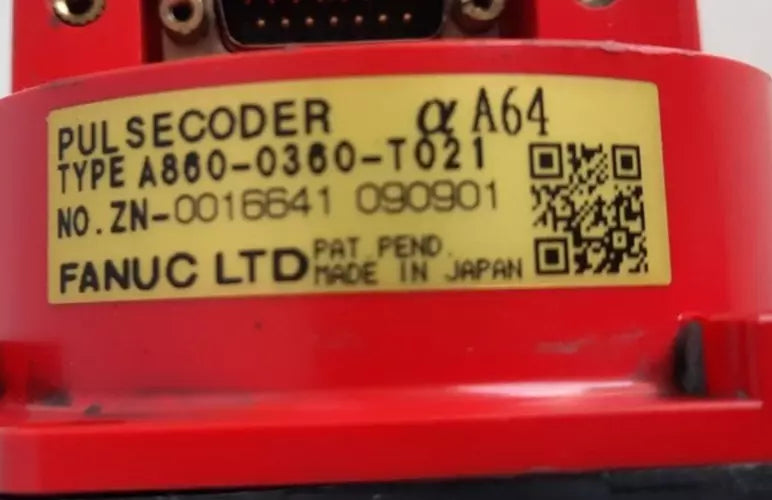 PULSECODER αA64
TYPE A860-0360-T021
NO. ZN-0016641 090901
FANUC LTD PAT. PEND.
MADE IN JAPAN